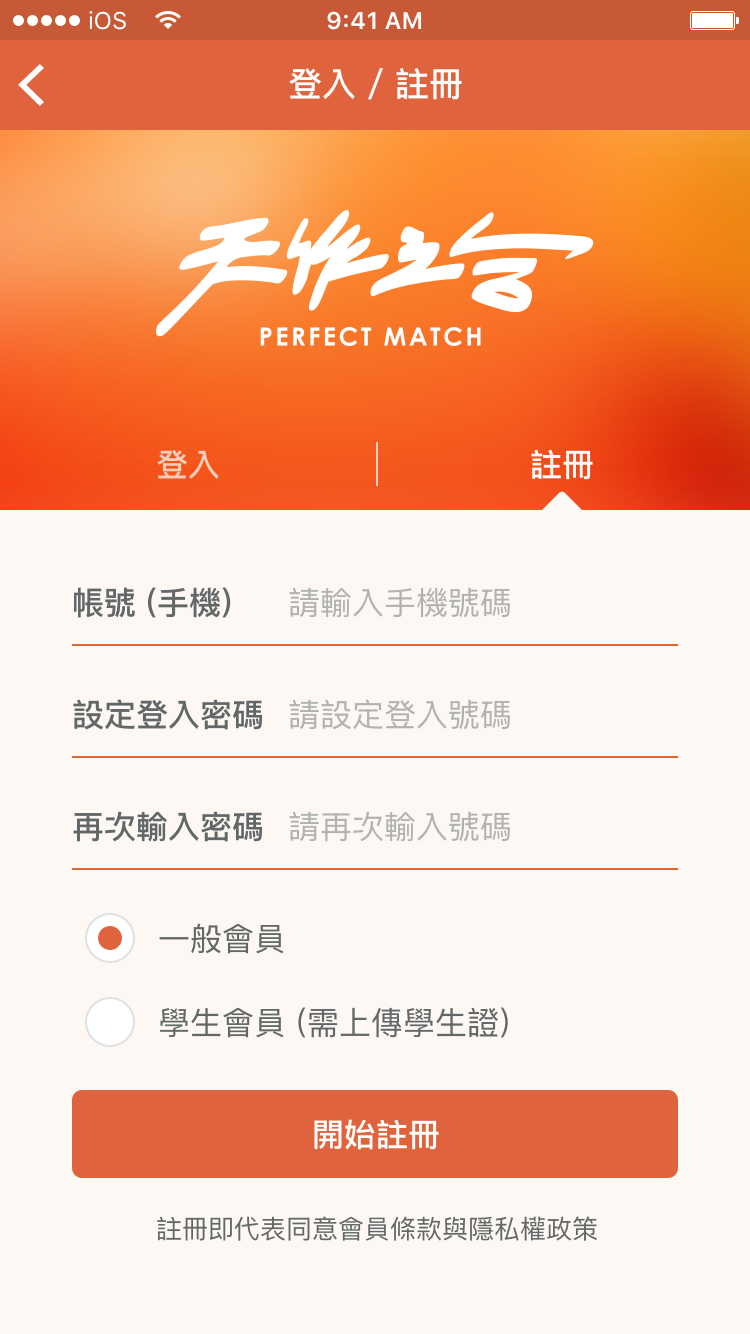 iOS 9:41 AM
登入 / 註冊
天作之合
PERFECT MATCH
登入 註冊
帳號 (手機) 請輸入手機號碼
設定登入密碼 請設定登入號碼
再次輸入密碼 請再次輸入號碼
一般會員
學生會員 (需上傳學生證)
開始註冊
註冊即代表同意會員條款與隱私權政策